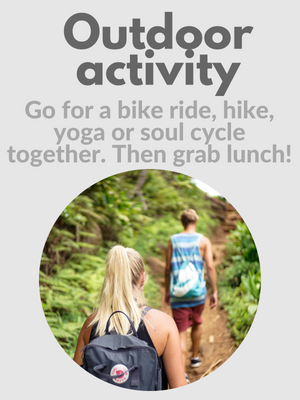 Outdoor
activity
Go for a bike ride, hike,
yoga or soul cycle
together. Then grab lunch!